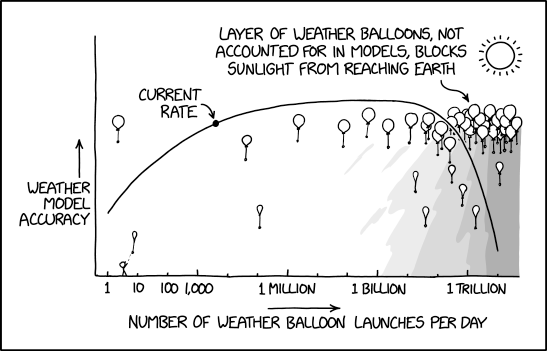 LAYER OF WEATHER BALLOONS, NOT
ACCOUNTED FOR IN MODELS, BLOCKS
SUNLIGHT FROM REACHING EARTH
CURRENT
RATE
WEATHER
MODEL
ACCURACY
1 10 100 1,000 1 MILLION 1 BILLION 1 TRILLION
NUMBER OF WEATHER BALLOON LAUNCHES PER DAY